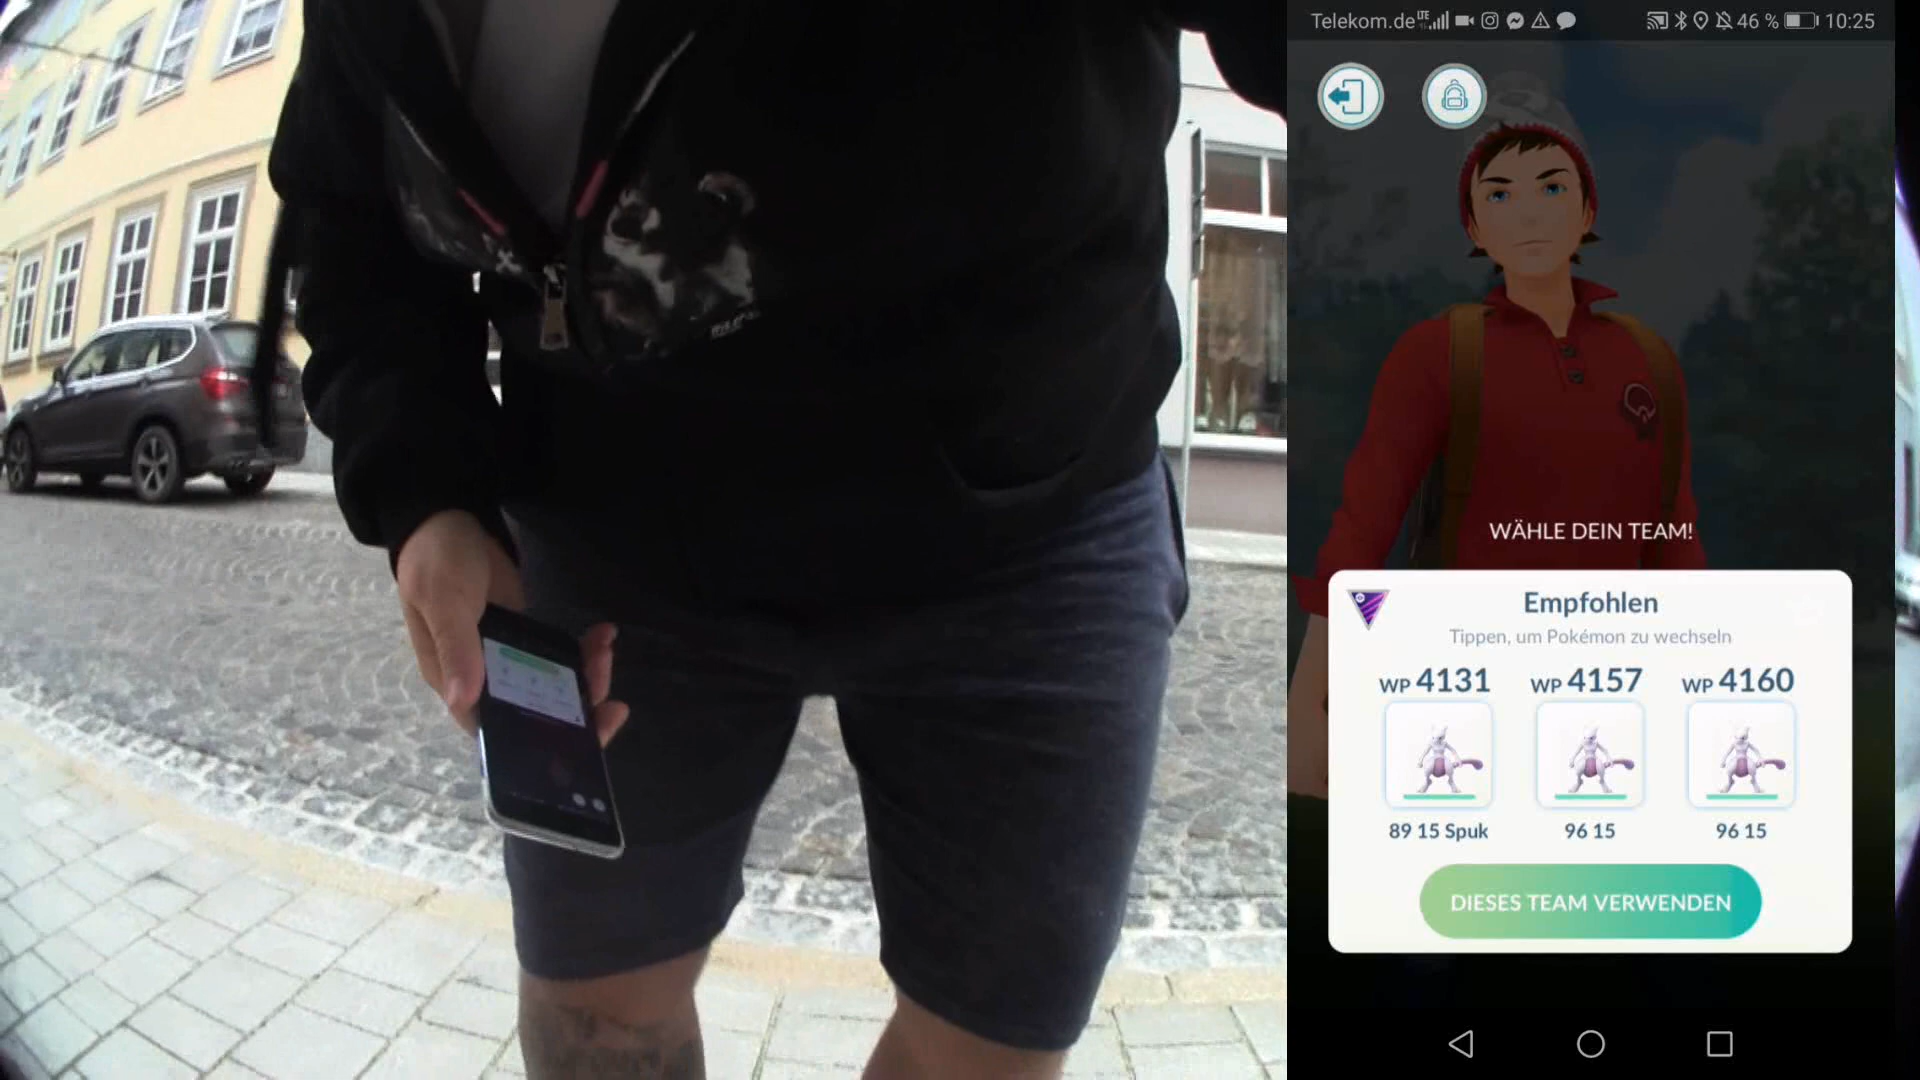 Telekom.de LTE 46 % 10:25
WÄHLE DEIN TEAM!
Empfohlen
Tippen, um Pokémon zu wechseln
WP 4131 WP 4157 WP 4160
89 15 Spuk 96 15 96 15
DIESES TEAM VERWENDEN